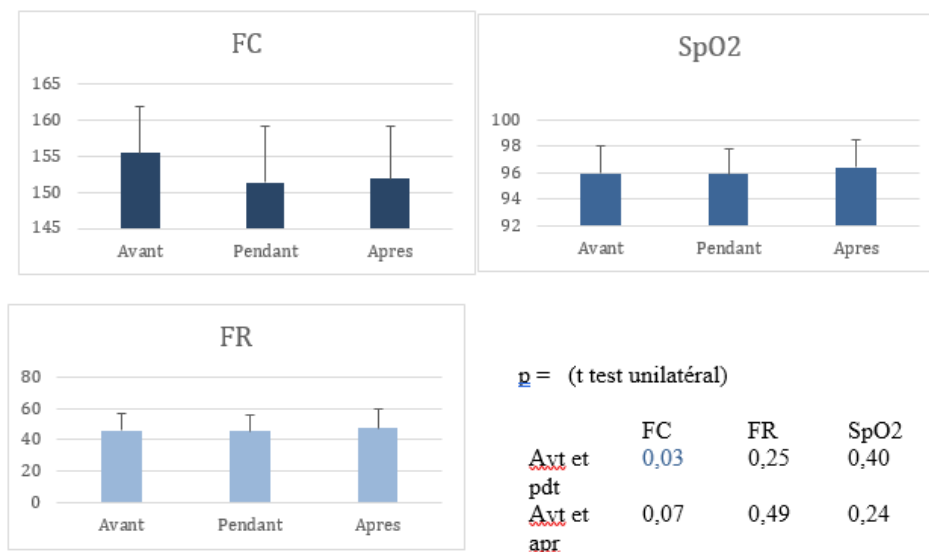 FC
165
160
155
150
145
Avant Pendant Apres
SpO2
100
98
96
94
92
Avant Pendant Apres
FR
80
60
40
20
0
Avant Pendant Apres
p = (t test unilatéral)
FC FR SpO2
Avt et 0,03 0,25 0,40
pdt
Avt et 0,07 0,49 0,24
apr